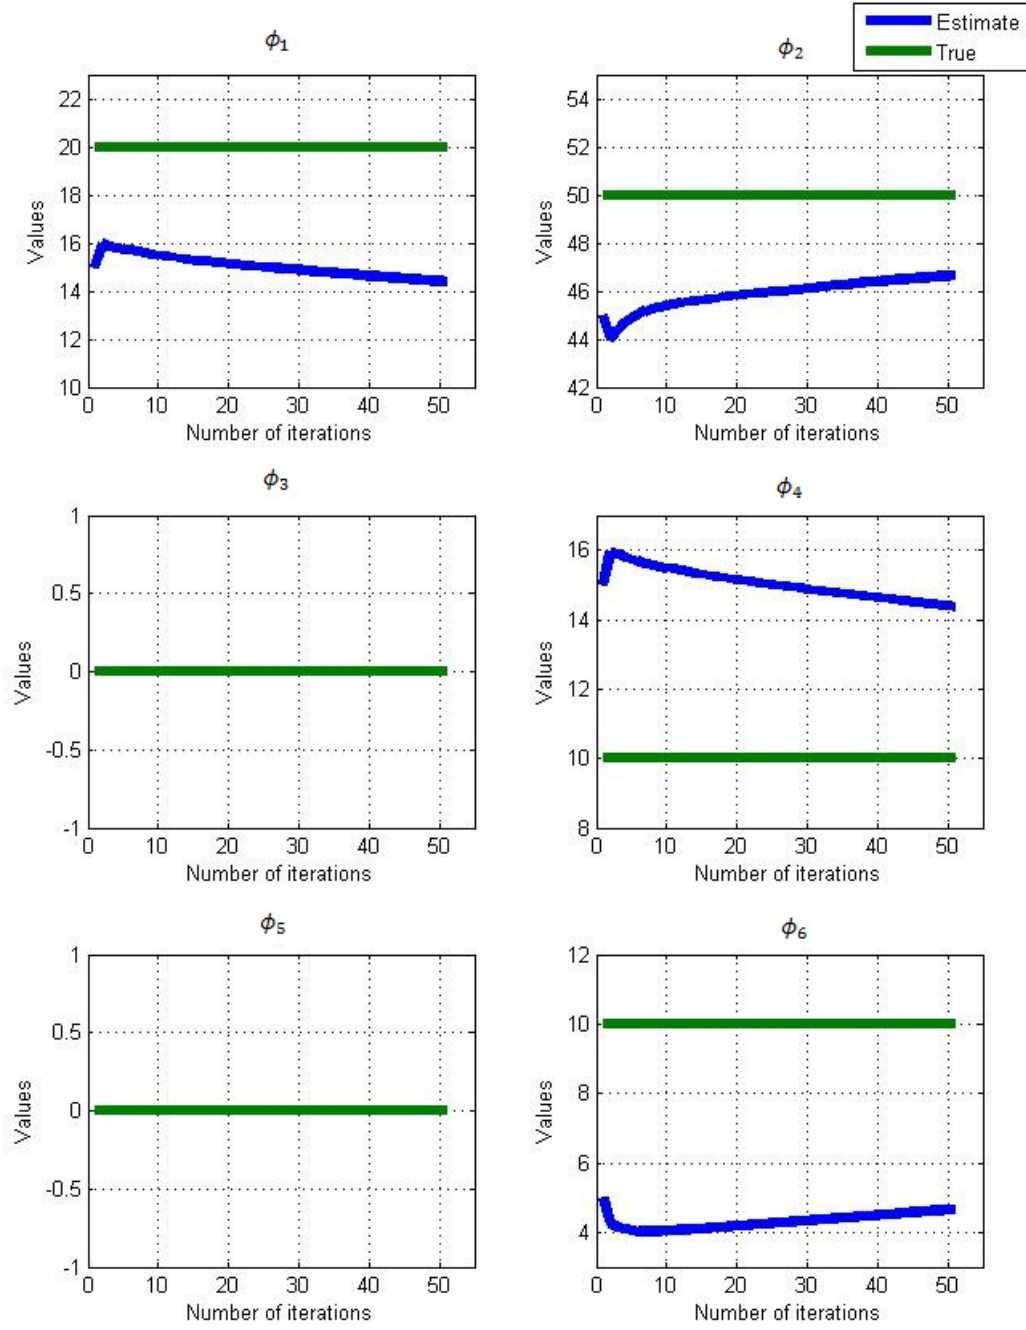 Estimate
True
ϕ₁
ϕ₂
22
20
18
16
14
12
10
Values
0 10 20 30 40 50
Number of iterations
54
52
50
48
46
44
42
Values
0 10 20 30 40 50
Number of iterations
ϕ₃
ϕ₄
1
0.5
0
-0.5
-1
Values
0 10 20 30 40 50
Number of iterations
16
14
12
10
8
Values
0 10 20 30 40 50
Number of iterations
ϕ₅
ϕ₆
1
0.5
0
-0.5
-1
Values
0 10 20 30 40 50
Number of iterations
12
10
8
6
4
Values
0 10 20 30 40 50
Number of iterations